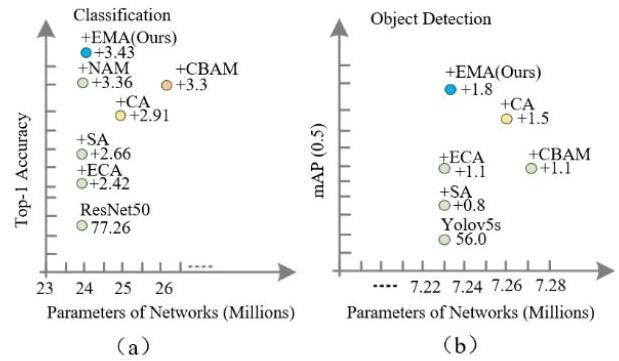 Classification
+EMA(Ours)
+3.43
+NAM
+3.36
+CBAM
+3.3
+CA
+2.91
+SA
+2.66
+ECA
+2.42
ResNet50
77.26
Top-1 Accuracy
23 24 25 26
Parameters of Networks (Millions)
(a)
Object Detection
+EMA(Ours)
+1.8
+CA
+1.5
+ECA
+1.1
+CBAM
+1.1
+SA
+0.8
Yolov5s
56.0
mAP (0.5)
7.22 7.24 7.26 7.28
Parameters of Networks (Millions)
(b)